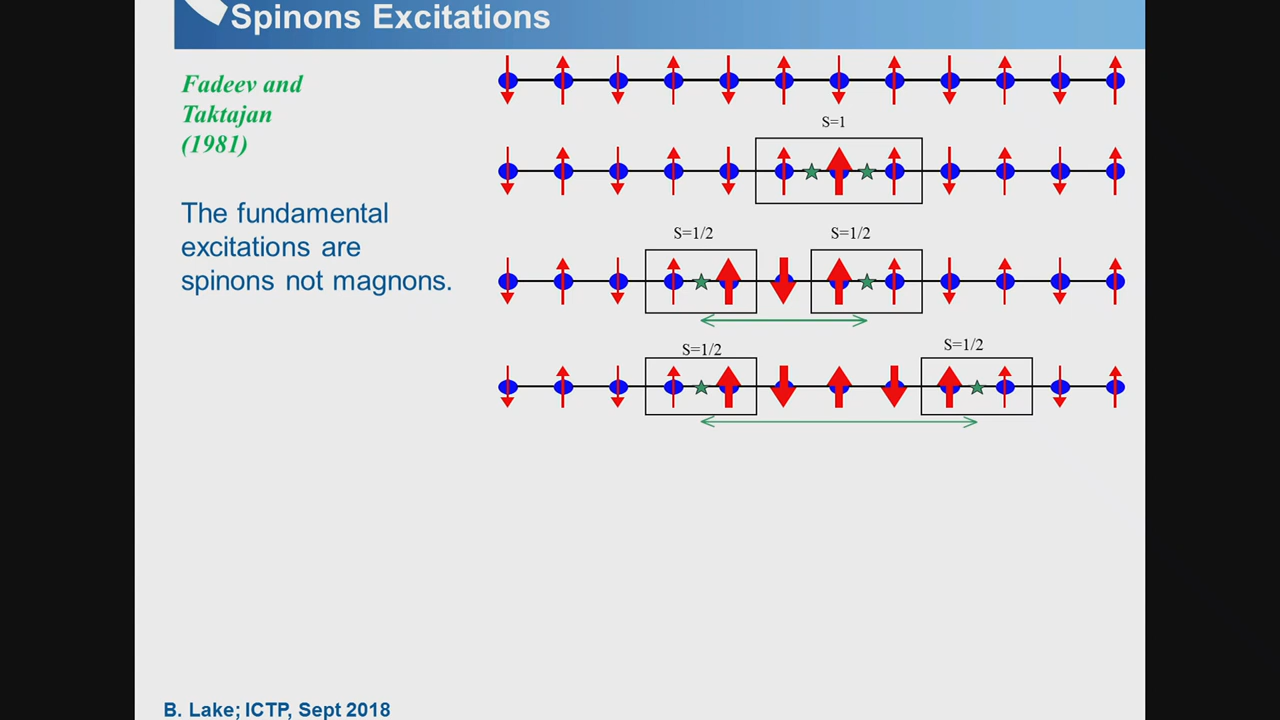 Spinons Excitations
Fadeev and
Taktajan
(1981)
The fundamental
excitations are
spinons not magnons.
S=1
S=1/2
S=1/2
S=1/2
S=1/2
B. Lake; ICTP, Sept 2018